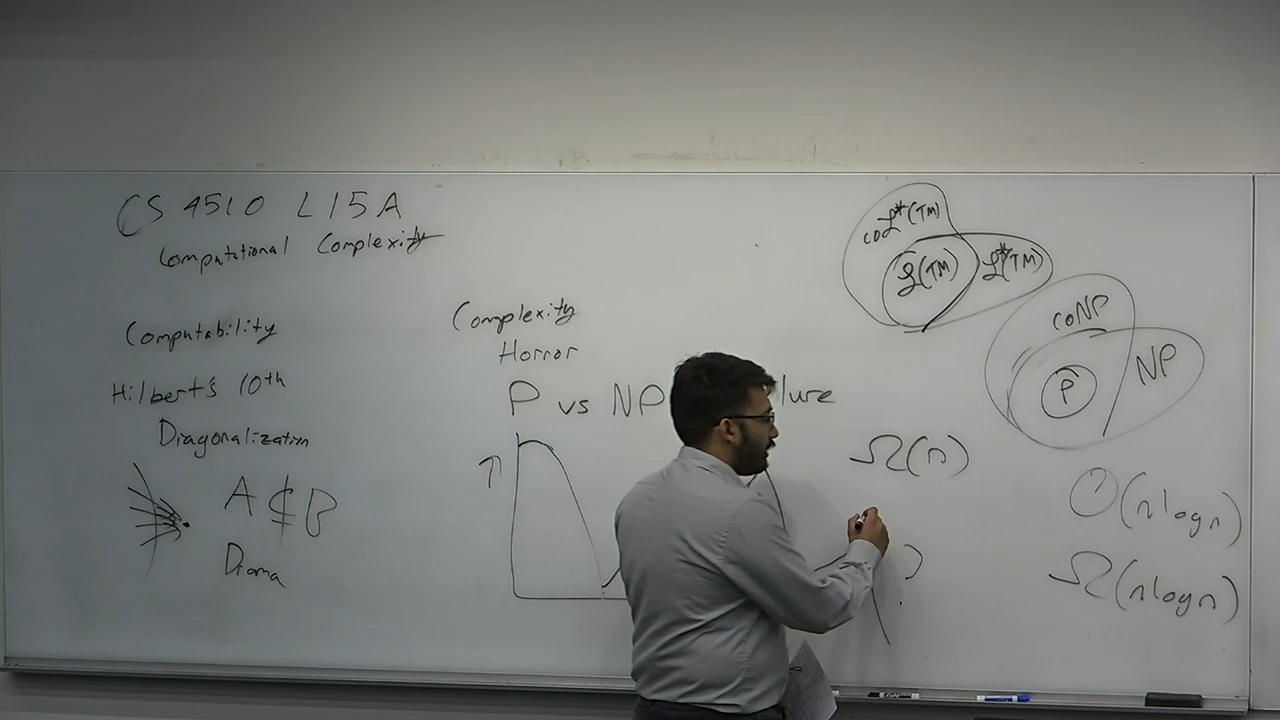 CS 4510 L15A
Computational Complexity
Computability
Hilbert's 10th
Diagonalization
A ⊄ B
Complexity
Horror
P vs NP
lure
coℒ*(TM)
ℒ(TM) ℒ*(TM)
coNP
P NP
Ω(n)
O(n log n)
Ω(n log n)
?